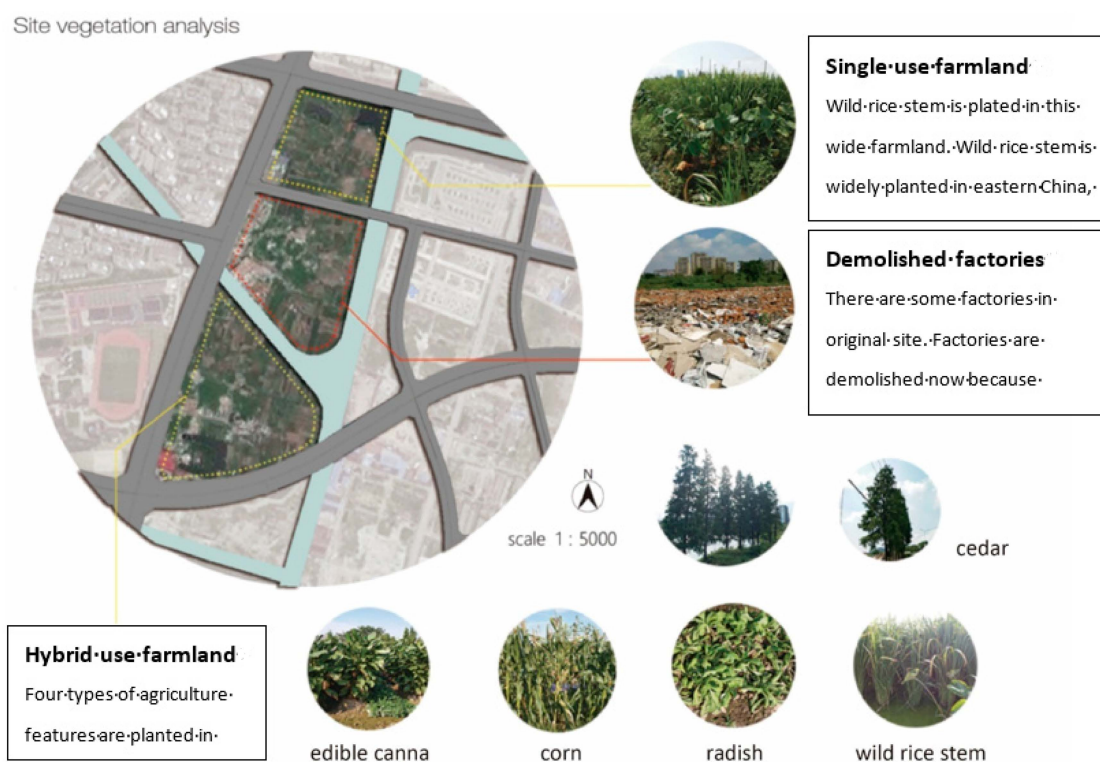 Site vegetation analysis
Single·use·farmland·
Wild rice stem is plated in this·
wide·farmland.·Wild rice stem·is·
widely·planted·in·eastern·China,·
Demolished·factories
There·are·some·factories·in·
original·site.·Factories·are·
demolished·now·because·
N
scale 1 : 5000
cedar
Hybrid·use·farmland
Four·types·of·agriculture·
features·are·planted·in·
edible canna
corn
radish
wild rice stem